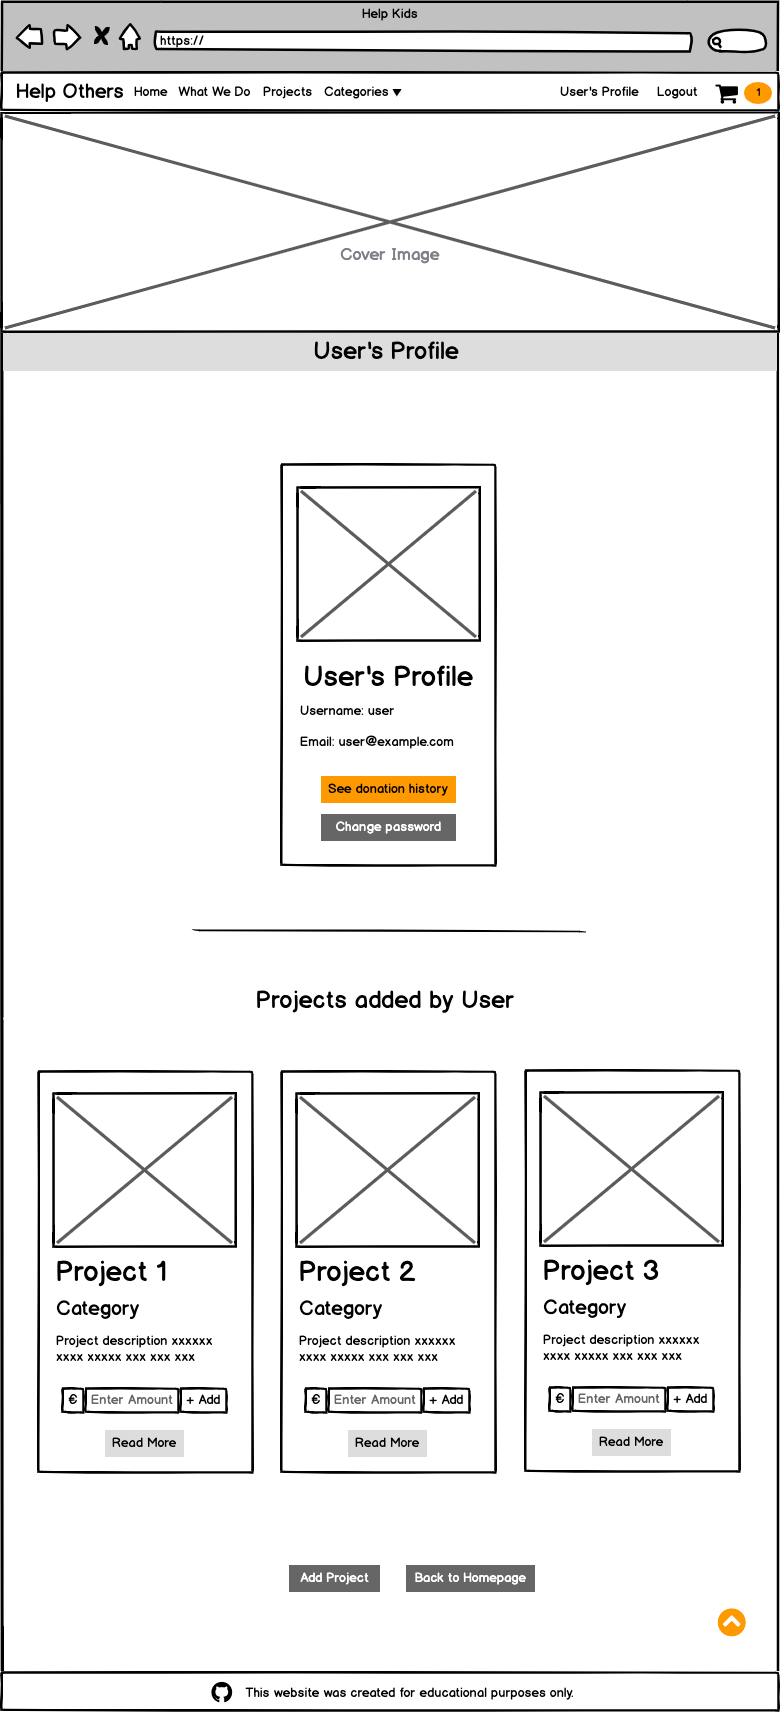 Help Kids
https://
Help Others Home What We Do Projects Categories User's Profile Logout 1
Cover Image
User's Profile
User's Profile
Username: user
Email: user@example.com
See donation history
Change password
Projects added by User
Project 1
Category
Project description xxxxxx
xxxx xxxxx xxx xxx xxx
€ Enter Amount + Add
Read More
Project 2
Category
Project description xxxxxx
xxxx xxxxx xxx xxx xxx
€ Enter Amount + Add
Read More
Project 3
Category
Project description xxxxxx
xxxx xxxxx xxx xxx xxx
€ Enter Amount + Add
Read More
Add Project Back to Homepage
This website was created for educational purposes only.